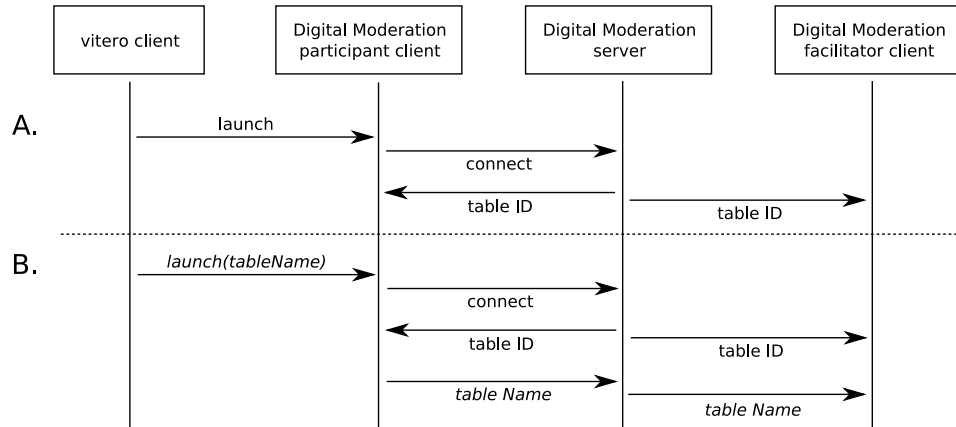 vitero client
Digital Moderation
participant client
Digital Moderation
server
Digital Moderation
facilitator client
A.
launch
connect
table ID
table ID
B.
launch(tableName)
connect
table ID
table ID
table Name
table Name